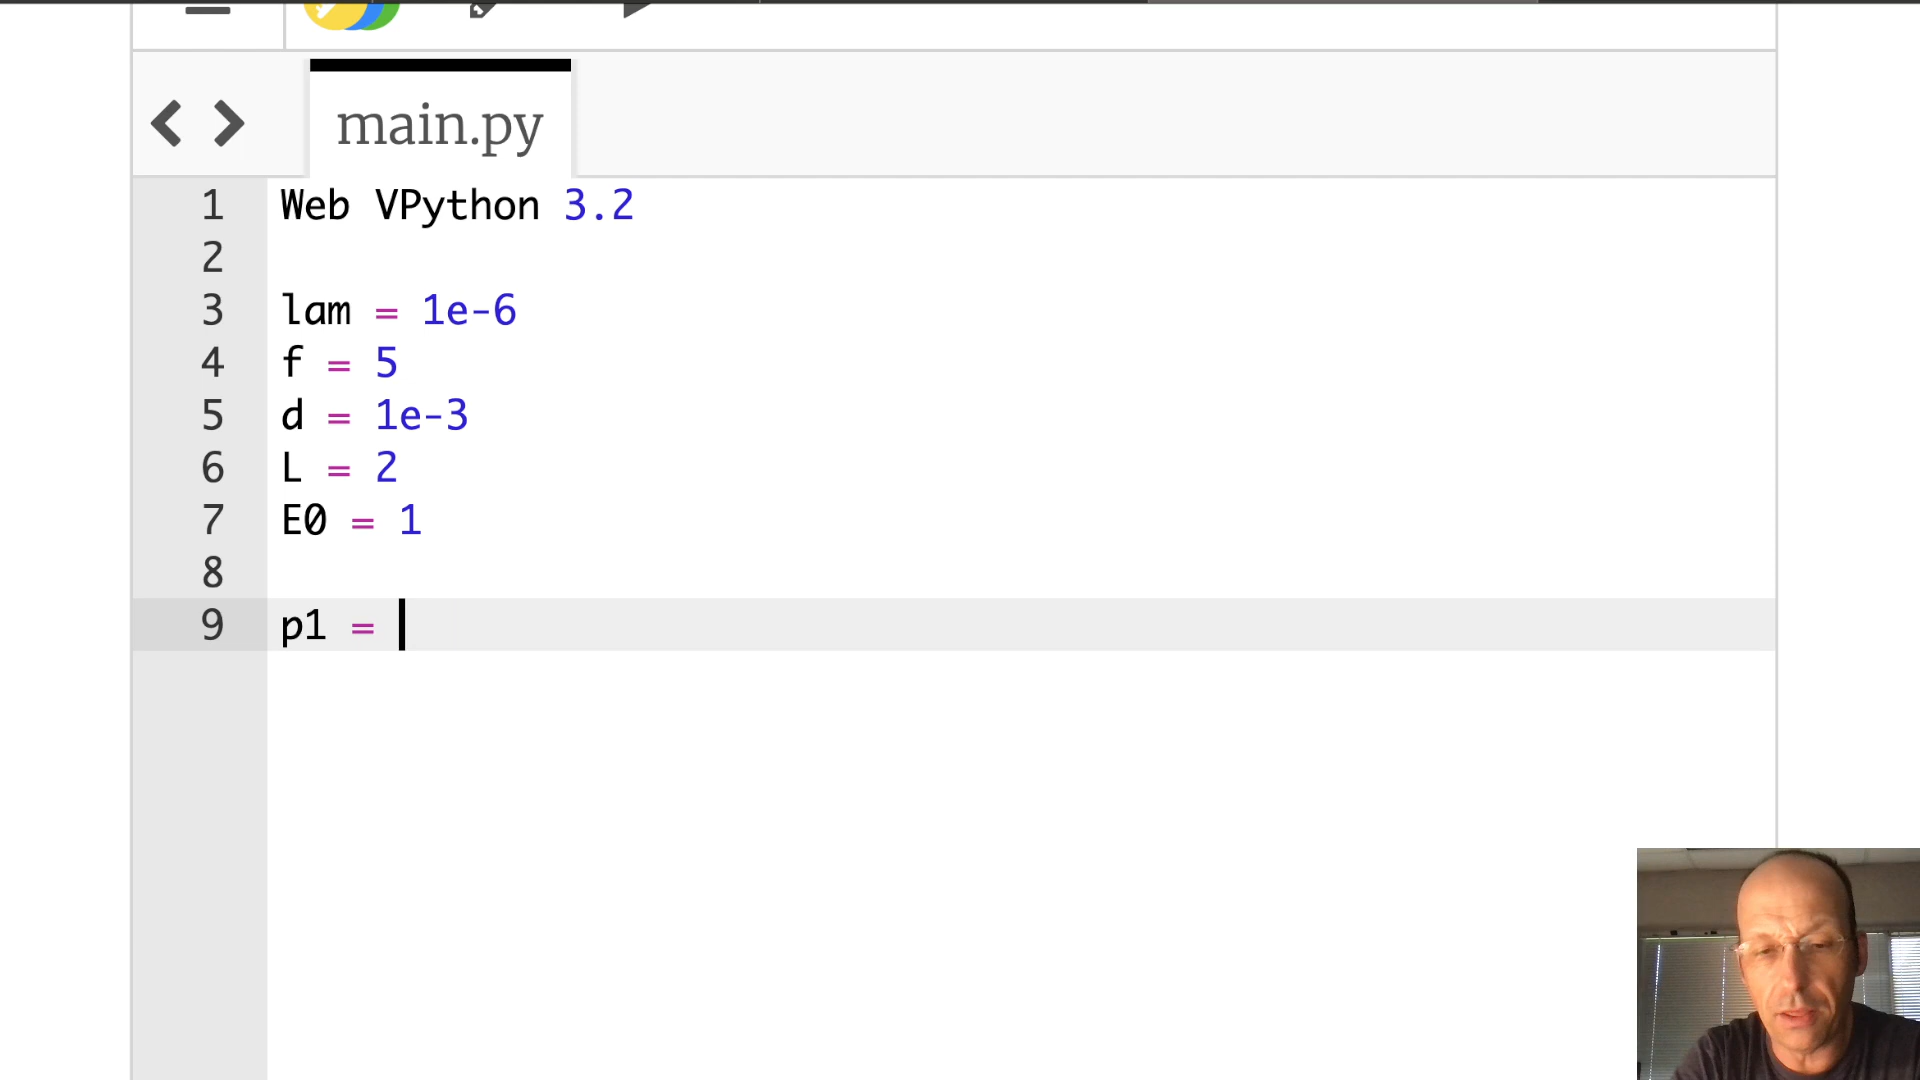 main.py
1 Web VPython 3.2
2
3 lam = 1e-6
4 f = 5
5 d = 1e-3
6 L = 2
7 E0 = 1
8
9 p1 =